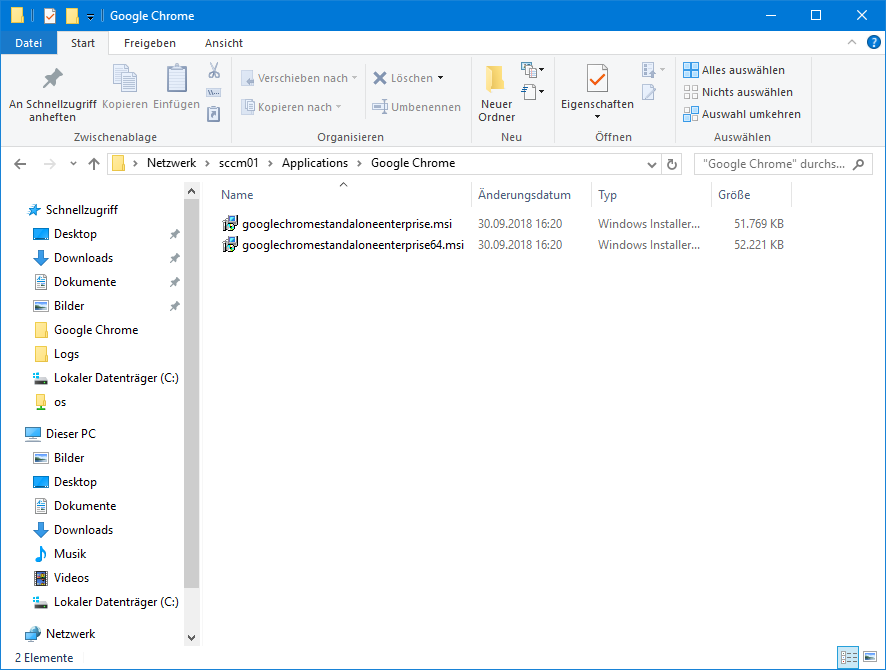 Google Chrome
Datei Start Freigeben Ansicht
An Schnellzugriff
anheften
Kopieren
Einfügen
Zwischenablage
Verschieben nach
Kopieren nach
Löschen
Umbenennen
Organisieren
Neuer
Ordner
Neu
Eigenschaften
Öffnen
Alles auswählen
Nichts auswählen
Auswahl umkehren
Auswählen
Netzwerk > sccm01 > Applications > Google Chrome
"Google Chrome" durchs...
Name Änderungsdatum Typ Größe
googlechromestandaloneenterprise.msi 30.09.2018 16:20 Windows Installer... 51.769 KB
googlechromestandaloneenterprise64.msi 30.09.2018 16:20 Windows Installer... 52.221 KB
Schnellzugriff
Desktop
Downloads
Dokumente
Bilder
Google Chrome
Logs
Lokaler Datenträger (C:)
os
Dieser PC
Bilder
Desktop
Dokumente
Downloads
Musik
Videos
Lokaler Datenträger (C:)
Netzwerk
2 Elemente